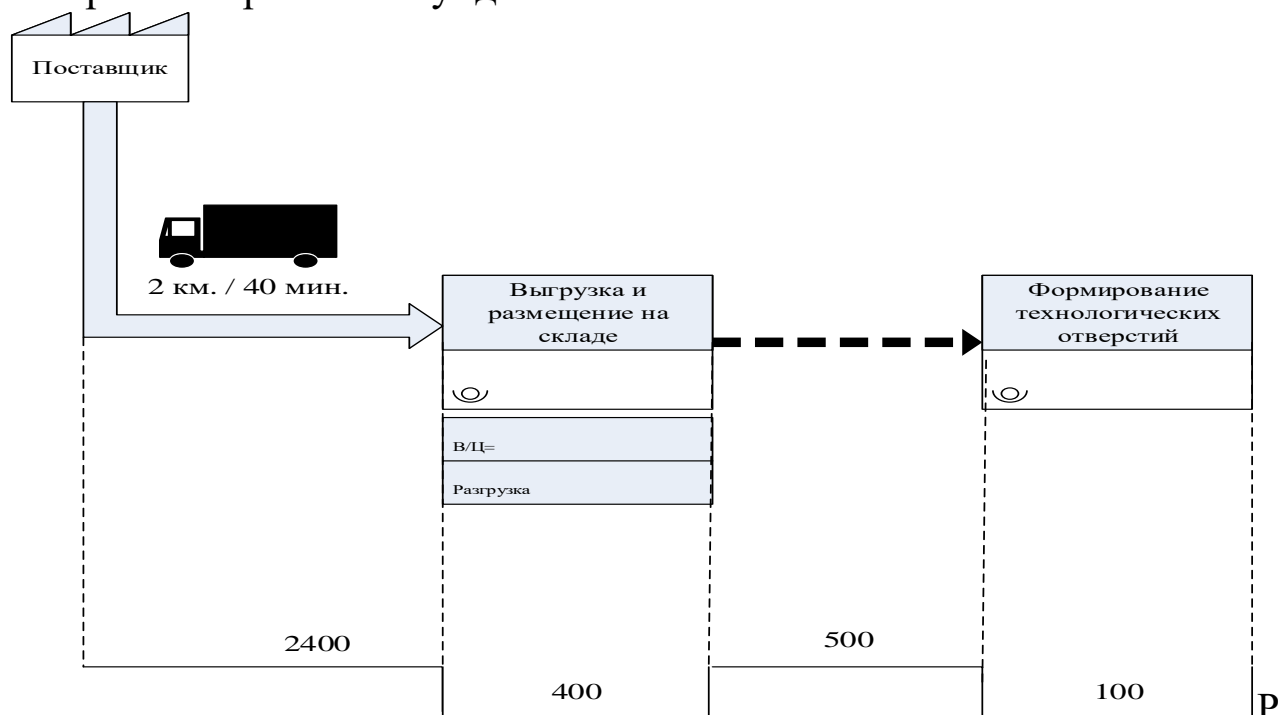 Поставщик
2 км. / 40 мин.
Выгрузка и
размещение на
складе
Формирование
технологических
отверстий
В/Ц=
Разгрузка
2400
500
400
100
Р